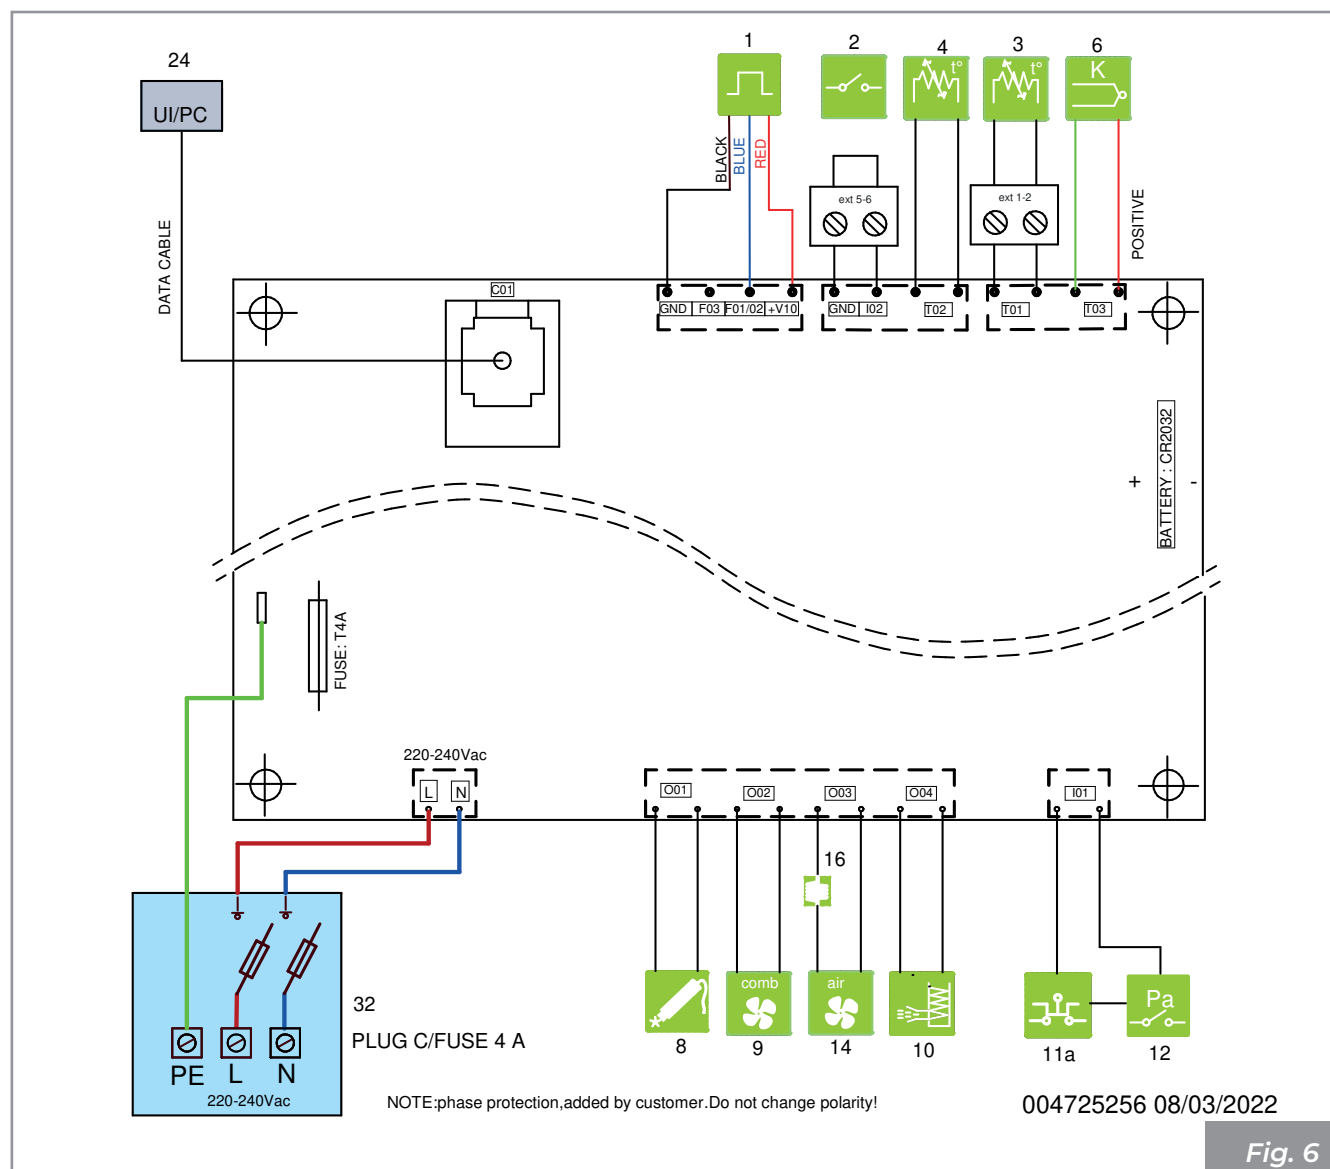 24
UI/PC
DATA CABLE
1
2
4
3
6
t°
t°
K
BLACK
BLUE
RED
POSITIVE
ext 5-6
ext 1-2
C01
GND F03 F01/02 +V10
GND I02 T02
T01 T03
+ -
BATTERY : CR2032
FUSE: T4A
220-240Vac
L N
O01 O02 O03 O04
I01
16
comb
air
Pa
8 9 14 10
11a 12
32
PLUG C/FUSE 4 A
PE L N
220-240Vac
NOTE:phase protection,added by customer.Do not change polarity!
004725256 08/03/2022
Fig. 6